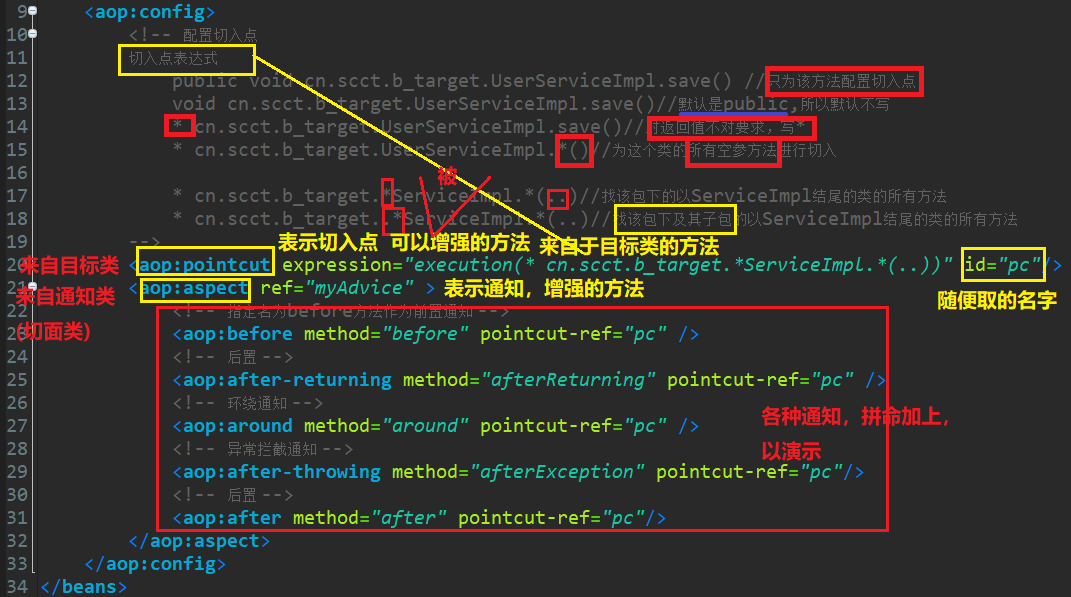 9 <aop:config>
10 <!-- 配置切入点
11 切入点表达式
12 public void cn.scct.b_target.UserServiceImpl.save() //只为该方法配置切入点
13 void cn.scct.b_target.UserServiceImpl.save()//默认是public,所以默认不写
14 * cn.scct.b_target.UserServiceImpl.save()//对返回值不对要求，写*
15 * cn.scct.b_target.UserServiceImpl.*()//为这个类的所有空参方法进行切入
16 被
17 * cn.scct.b_target.*ServiceImpl.*(..)//找该包下的以ServiceImpl结尾的类的所有方法
18 * cn.scct.b_target..*ServiceImpl.*(..)//找该包下及其子包的以ServiceImpl结尾的类的所有方法
19 --> 表示切入点 可以增强的方法 来自于目标类的方法
20 来自目标类 <aop:pointcut expression="execution(* cn.scct.b_target.*ServiceImpl.*(..))" id="pc"/>
21 来自通知类 <aop:aspect ref="myAdvice" > 表示通知，增强的方法 随便取的名字
22 <!-- 指定名为before方法作为前置通知 -->
23 (切面类) <aop:before method="before" pointcut-ref="pc" />
24 <!-- 后置 -->
25 <aop:after-returning method="afterReturning" pointcut-ref="pc" />
26 <!-- 环绕通知 -->
27 <aop:around method="around" pointcut-ref="pc" /> 各种通知，拼命加上，
28 <!-- 异常拦截通知 --> 以演示
29 <aop:after-throwing method="afterException" pointcut-ref="pc"/>
30 <!-- 后置 -->
31 <aop:after method="after" pointcut-ref="pc"/>
32 </aop:aspect>
33 </aop:config>
34 </beans>